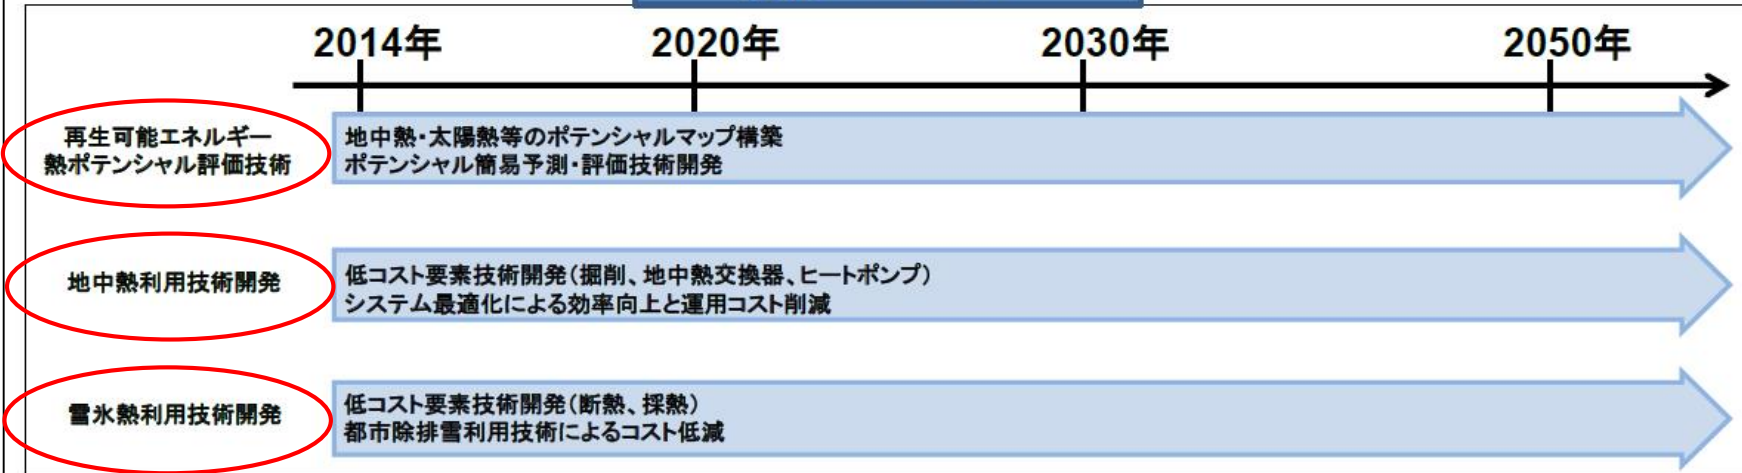 2014年 2020年 2030年 2050年
再生可能エネルギー
熱ポテンシャル評価技術
地中熱・太陽熱等のポテンシャルマップ構築
ポテンシャル簡易予測・評価技術開発
地中熱利用技術開発
低コスト要素技術開発(掘削、地中熱交換器、ヒートポンプ)
システム最適化による効率向上と運用コスト削減
雪氷熱利用技術開発
低コスト要素技術開発(断熱、採熱)
都市除排雪利用技術によるコスト低減